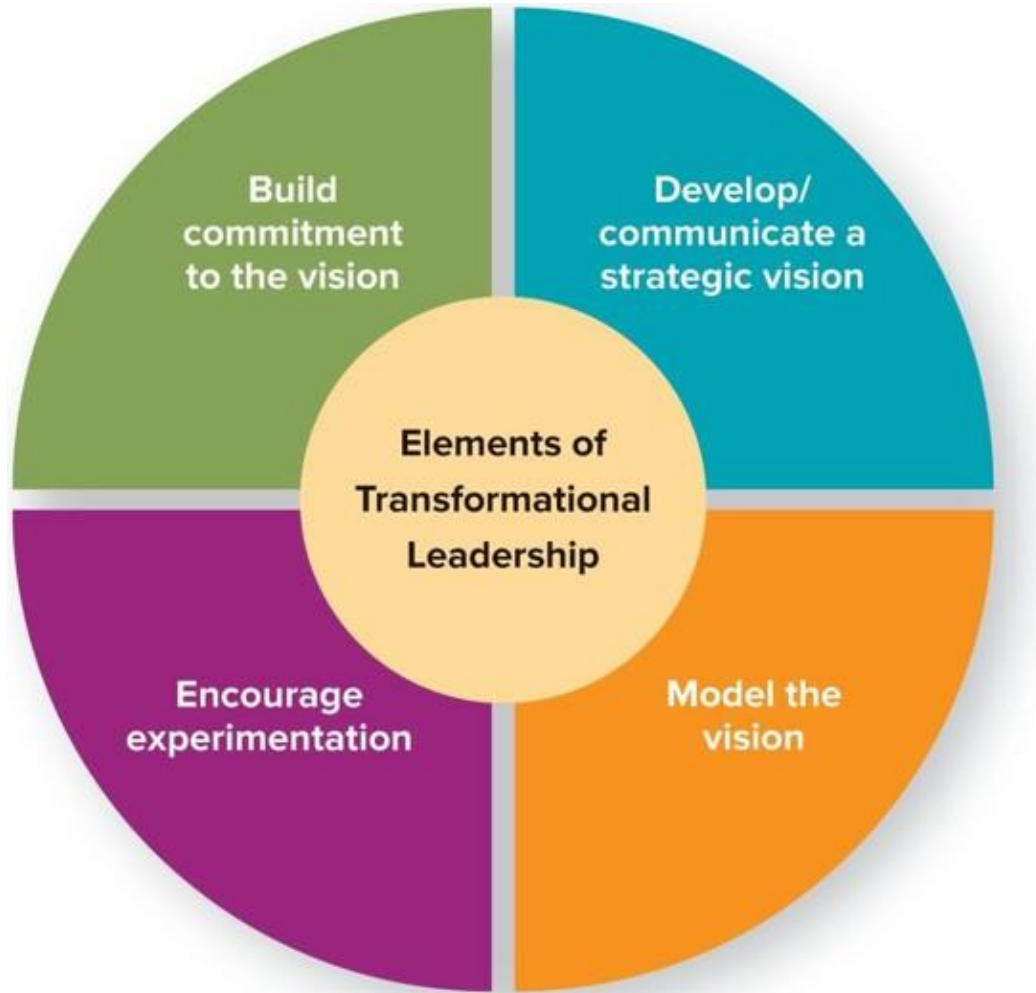 Build
commitment
to the vision
Develop/
communicate a
strategic vision
Elements of
Transformational
Leadership
Encourage
experimentation
Model the
vision